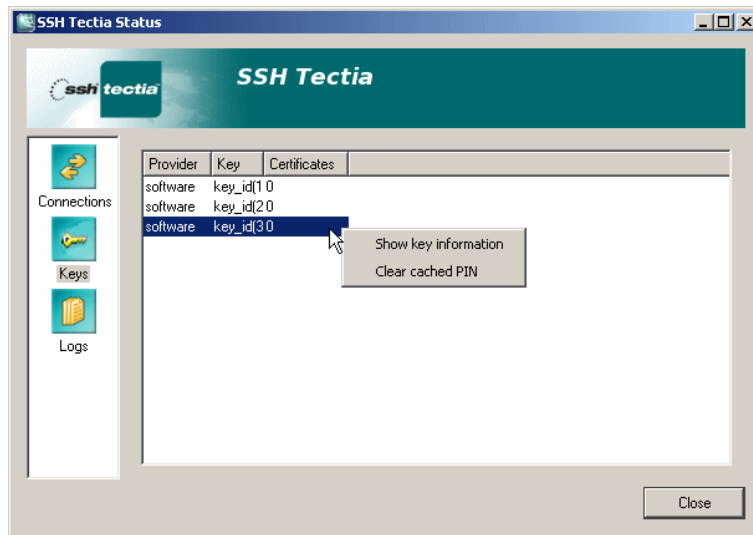 SSH Tectia Status
ssh tectia
SSH Tectia
Connections
Keys
Logs
Provider Key Certificates
software key_id(1 0
software key_id(2 0
software key_id(3 0
Show key information
Clear cached PIN
Close